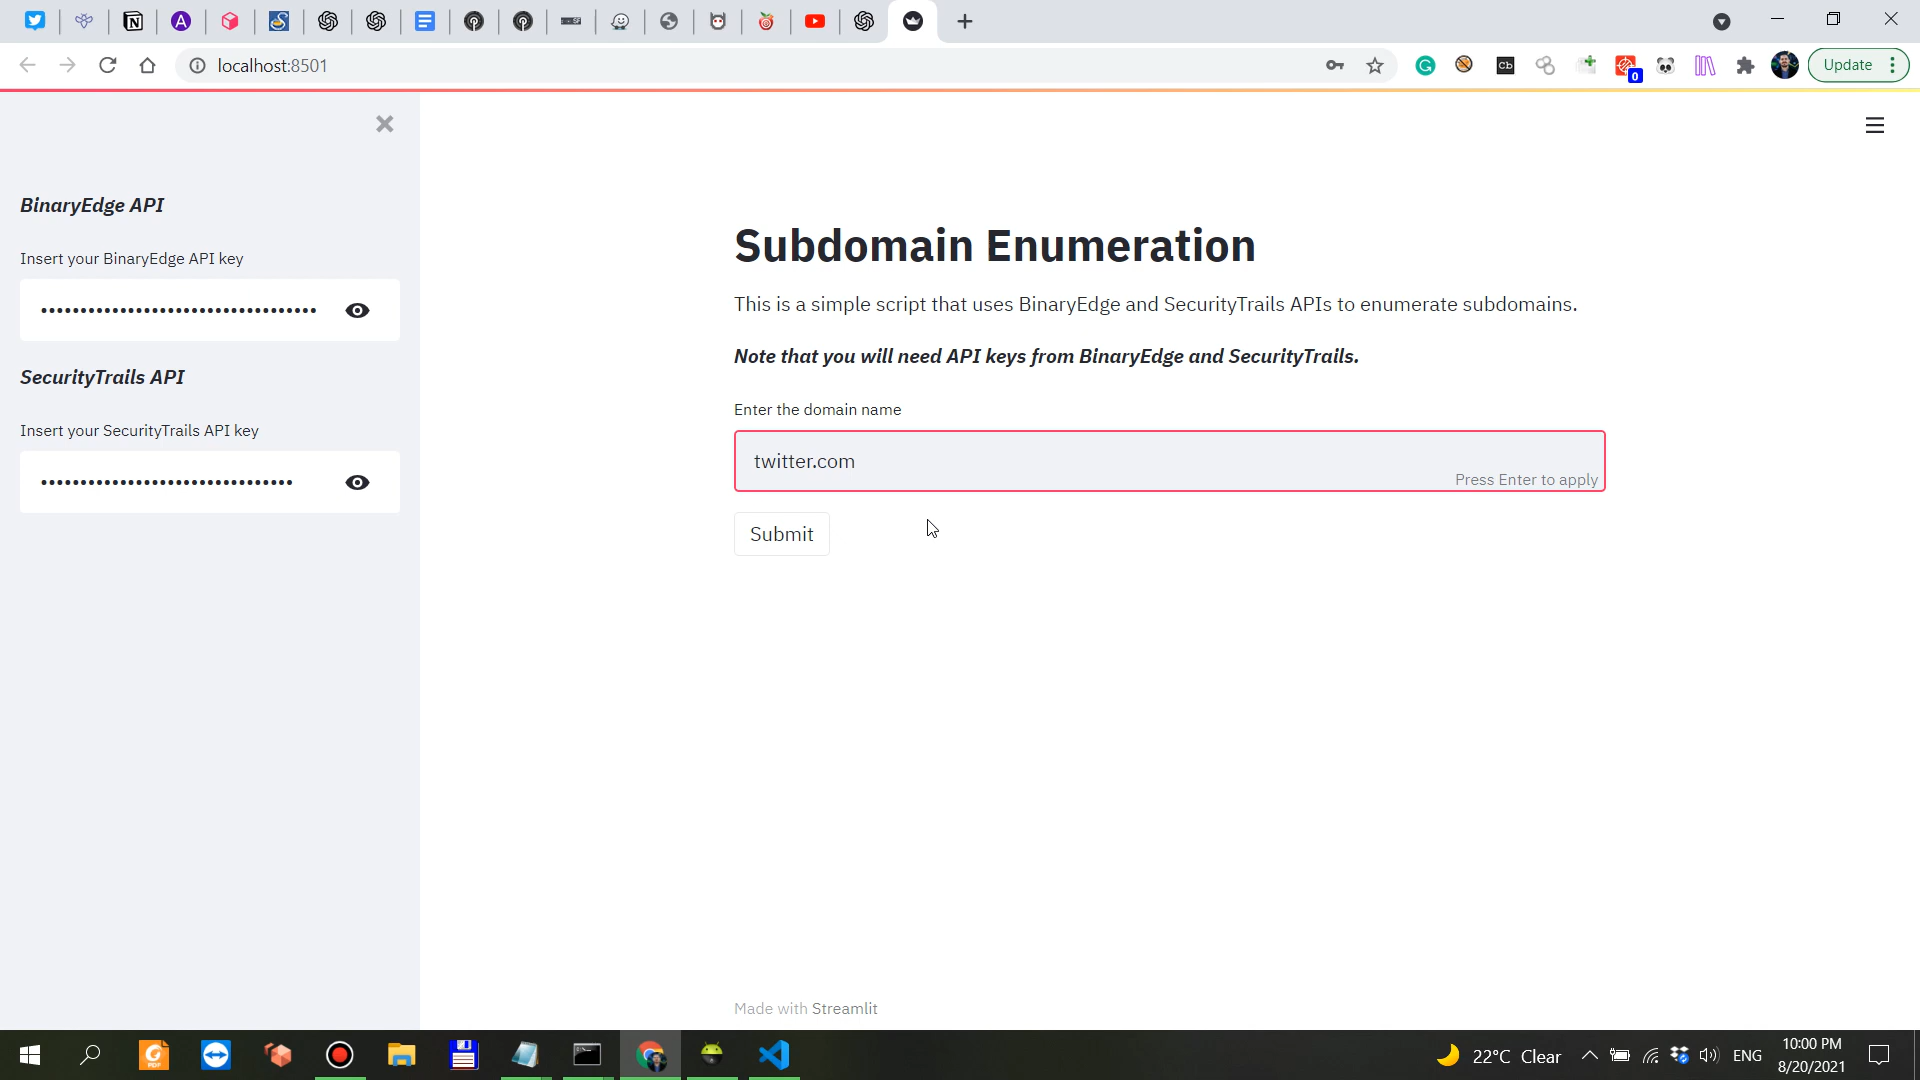 localhost:8501
Cb
0
Update
BinaryEdge API
Insert your BinaryEdge API key
••••••••••••••••••••••••••••••••••••
SecurityTrails API
Insert your SecurityTrails API key
••••••••••••••••••••••••••••••••
Subdomain Enumeration
This is a simple script that uses BinaryEdge and SecurityTrails APIs to enumerate subdomains.
Note that you will need API keys from BinaryEdge and SecurityTrails.
Enter the domain name
twitter.com
Press Enter to apply
Submit
Made with Streamlit
PDF
22°C Clear
ENG
10:00 PM
8/20/2021